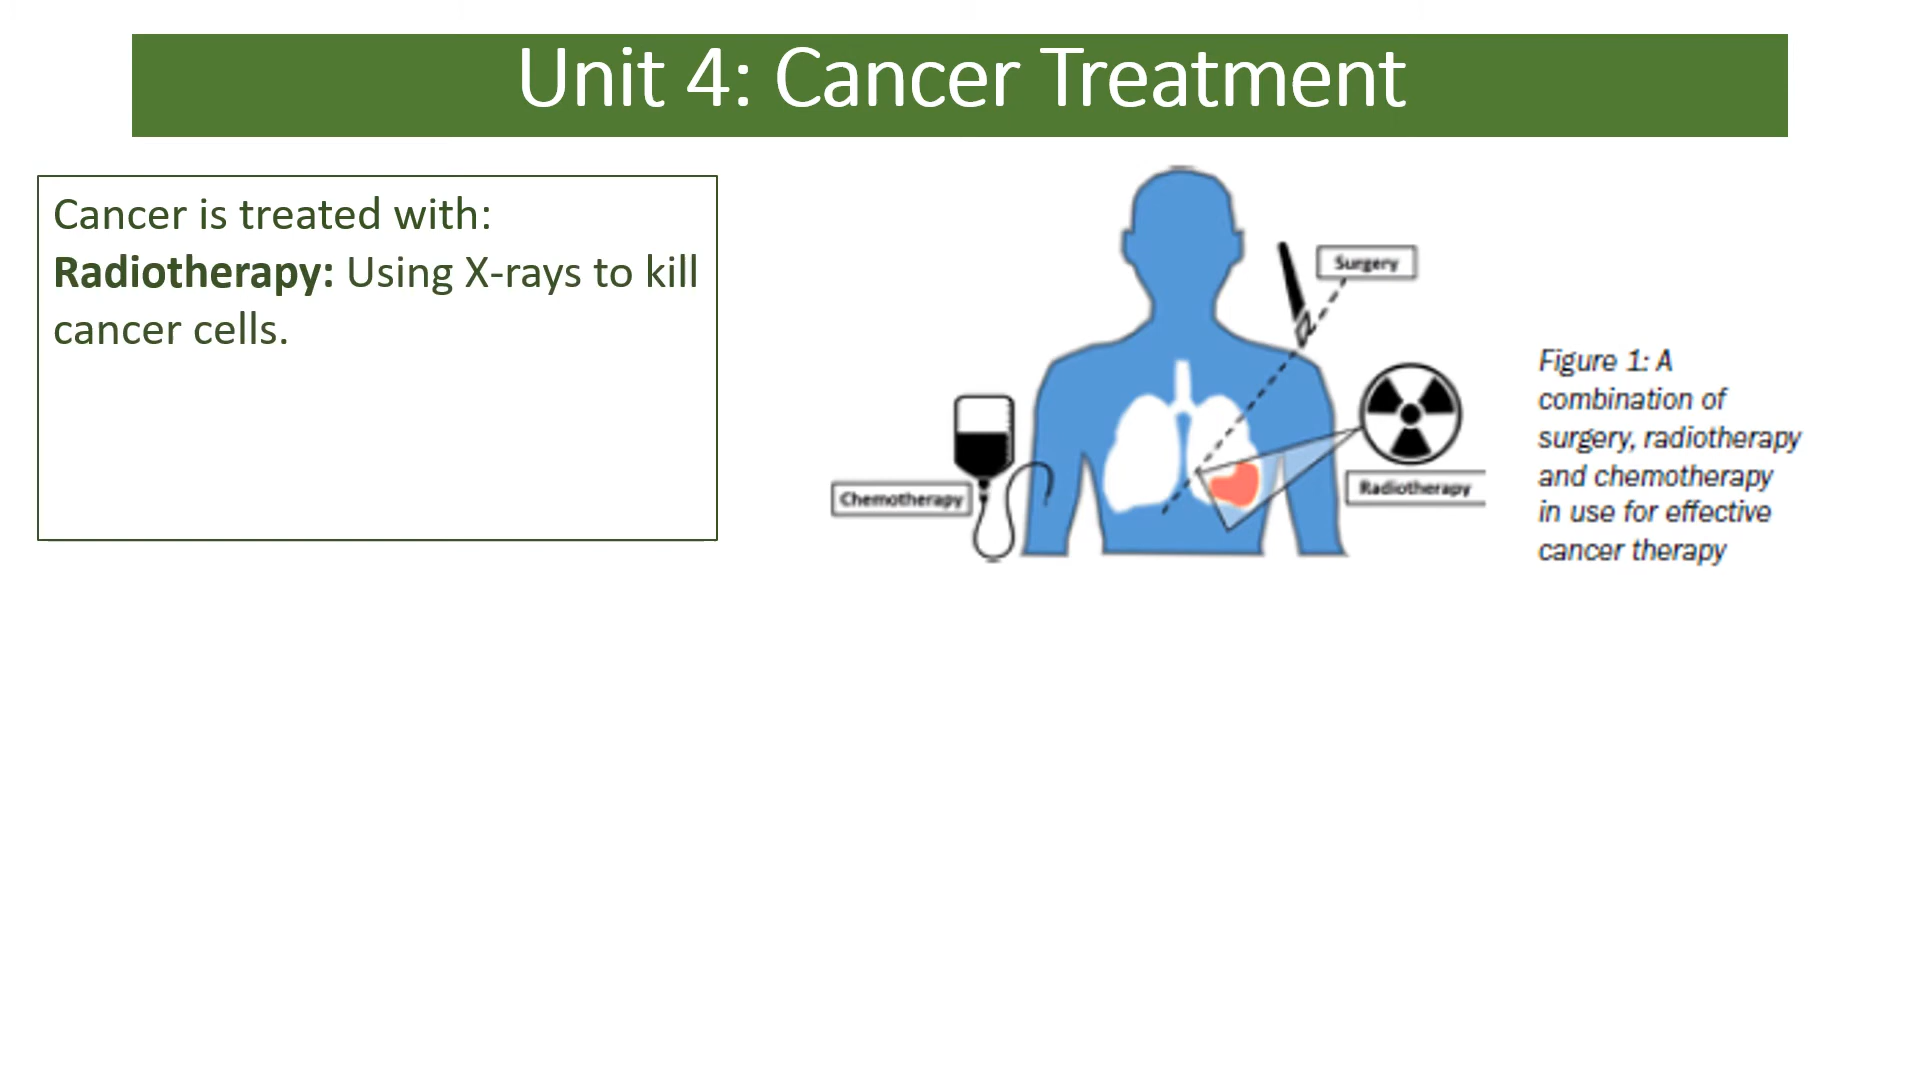 Unit 4: Cancer Treatment
Cancer is treated with:
Radiotherapy: Using X-rays to kill
cancer cells.
Surgery
Chemotherapy
Radiotherapy
Figure 1: A
combination of
surgery, radiotherapy
and chemotherapy
in use for effective
cancer therapy